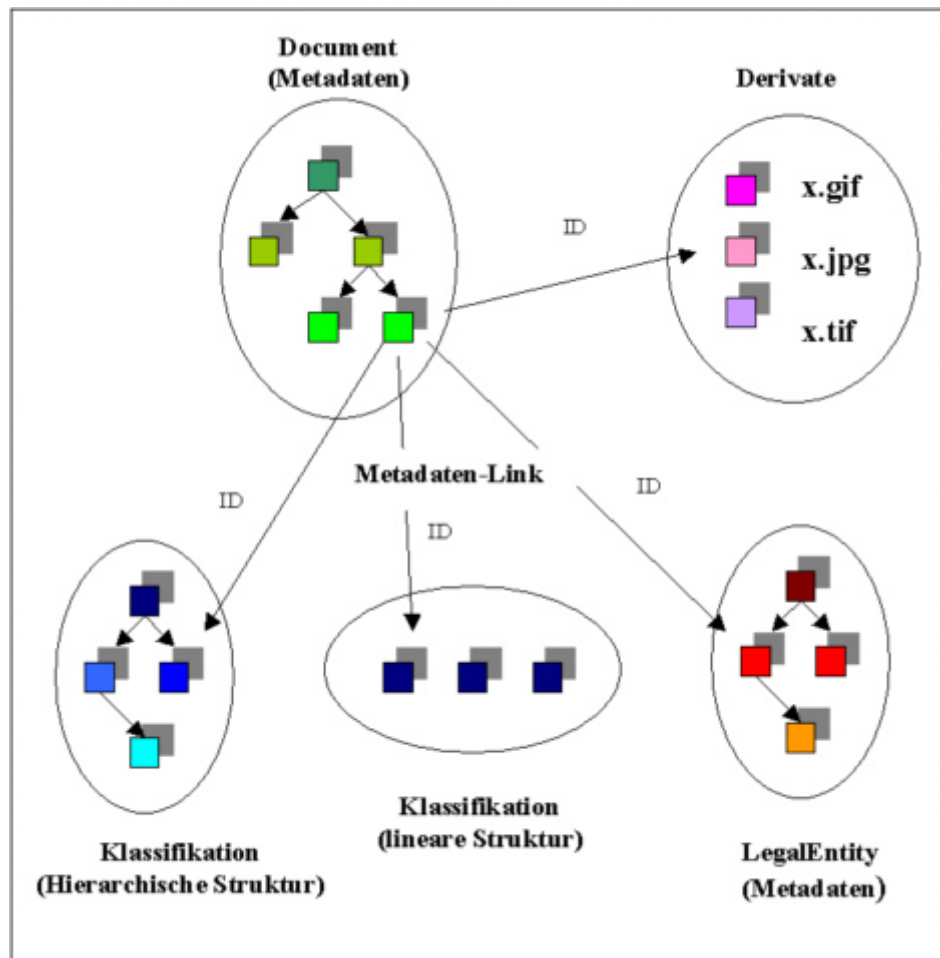 Document
(Metadaten)
Derivate
x.gif
ID
x.jpg
x.tif
Metadaten-Link
ID
ID
ID
Klassifikation
(lineare Struktur)
Klassifikation
(Hierarchische Struktur)
LegalEntity
(Metadaten)